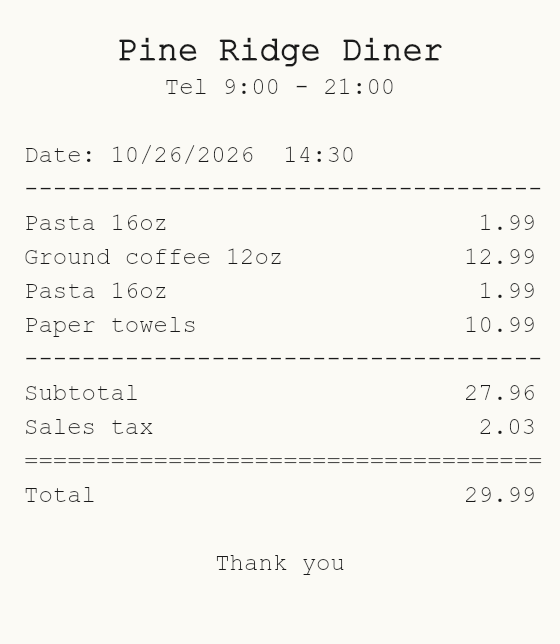 Pine Ridge Diner
Tel 9:00 - 21:00
Date: 10/26/2026  14:30
------------------------------------
Pasta 16oz 1.99
Ground coffee 12oz 12.99
Pasta 16oz 1.99
Paper towels 10.99
------------------------------------
Subtotal 27.96
Sales tax 2.03
====================================
Total 29.99
Thank you